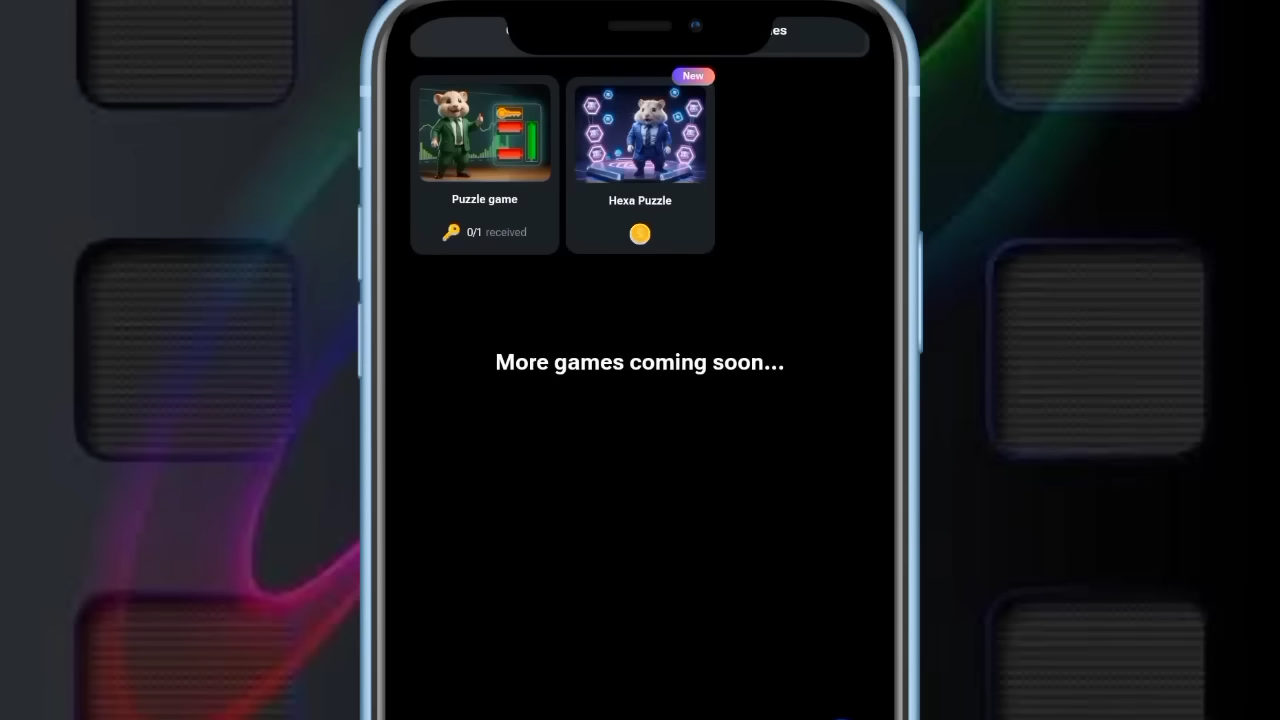 New
Puzzle game
Hexa Puzzle
0/1 received
More games coming soon...